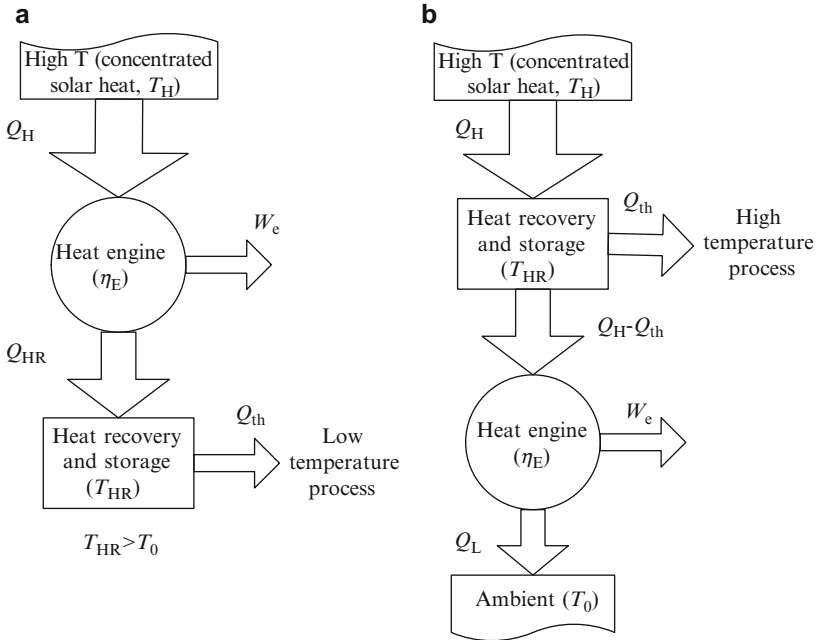 a
High T (concentrated
solar heat, T_H)
Q_H
Heat engine
(η_E)
W_e
Q_HR
Heat recovery
and storage
(T_HR)
Q_th
Low
temperature
process
T_HR>T_0
b
High T (concentrated
solar heat, T_H)
Q_H
Heat recovery
and storage
(T_HR)
Q_th
High
temperature
process
Q_H-Q_th
Heat engine
(η_E)
W_e
Q_L
Ambient (T_0)